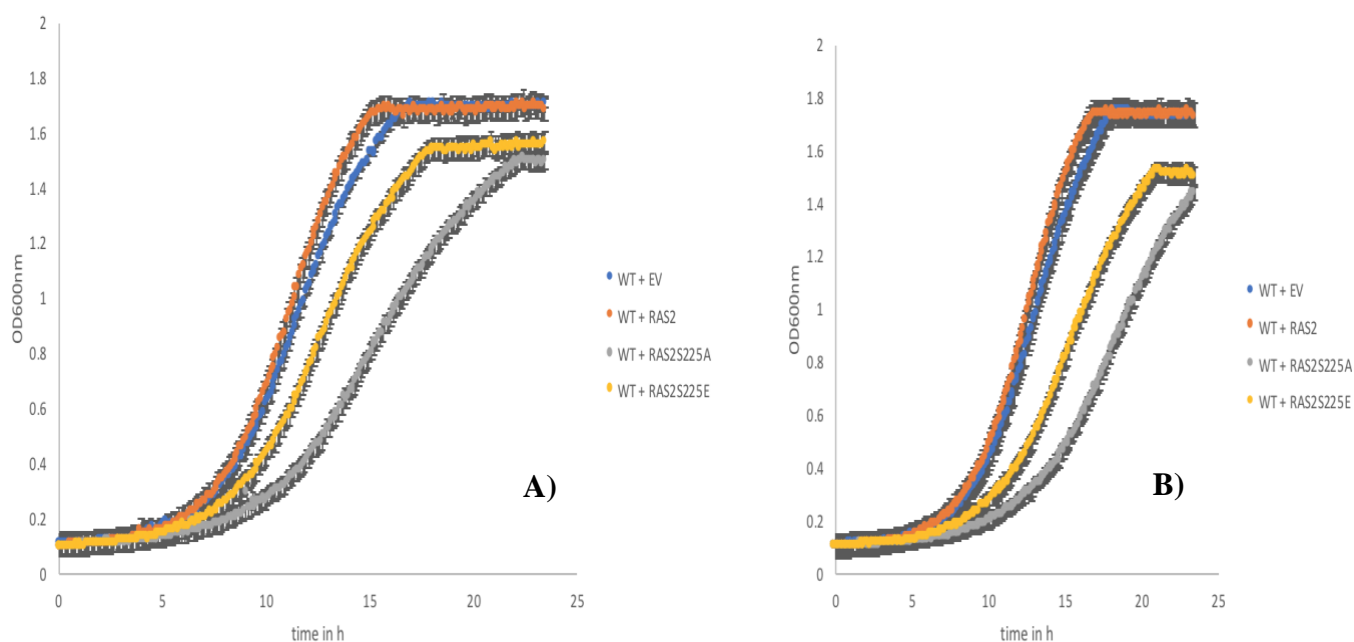 2
1.8
1.6
1.4
1.2
1
0.8
0.6
0.4
0.2
0
OD600nm
0 5 10 15 20 25
time in h
WT + EV
WT + RAS2
WT + RAS2S225A
WT + RAS2S225E
A)
2
1.8
1.6
1.4
1.2
1
0.8
0.6
0.4
0.2
0
OD600nm
0 5 10 15 20 25
time in h
WT + EV
WT + RAS2
WT + RAS2S225A
WT + RAS2S225E
B)